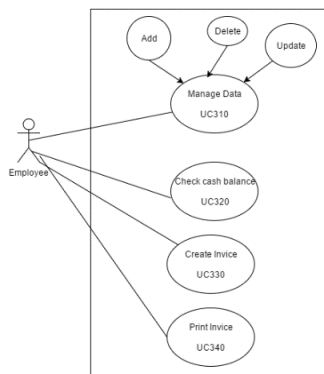 Add
Delete
Update
Manage Data
UC310
Employee
Check cash balance
UC320
Create Invice
UC330
Print Invice
UC340